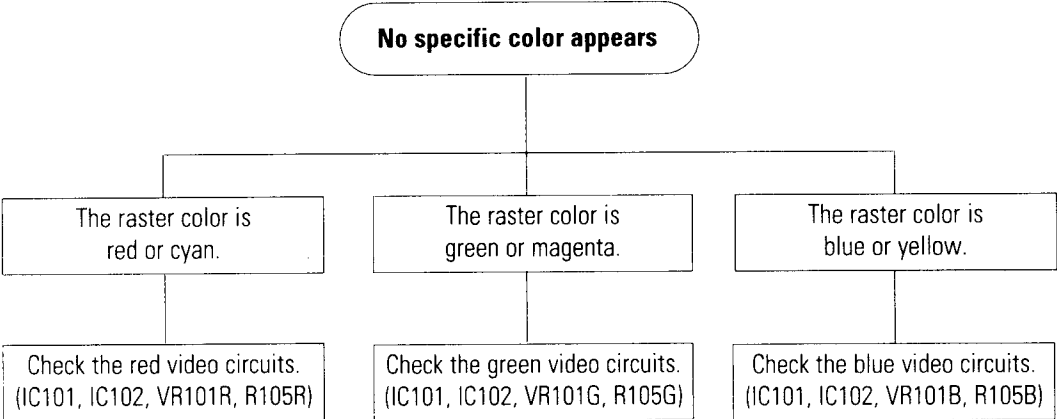 No specific color appears
The raster color is
red or cyan.
The raster color is
green or magenta.
The raster color is
blue or yellow.
Check the red video circuits.
(IC101, IC102, VR101R, R105R)
Check the green video circuits.
(IC101, IC102, VR101G, R105G)
Check the blue video circuits.
(IC101, IC102, VR101B, R105B)